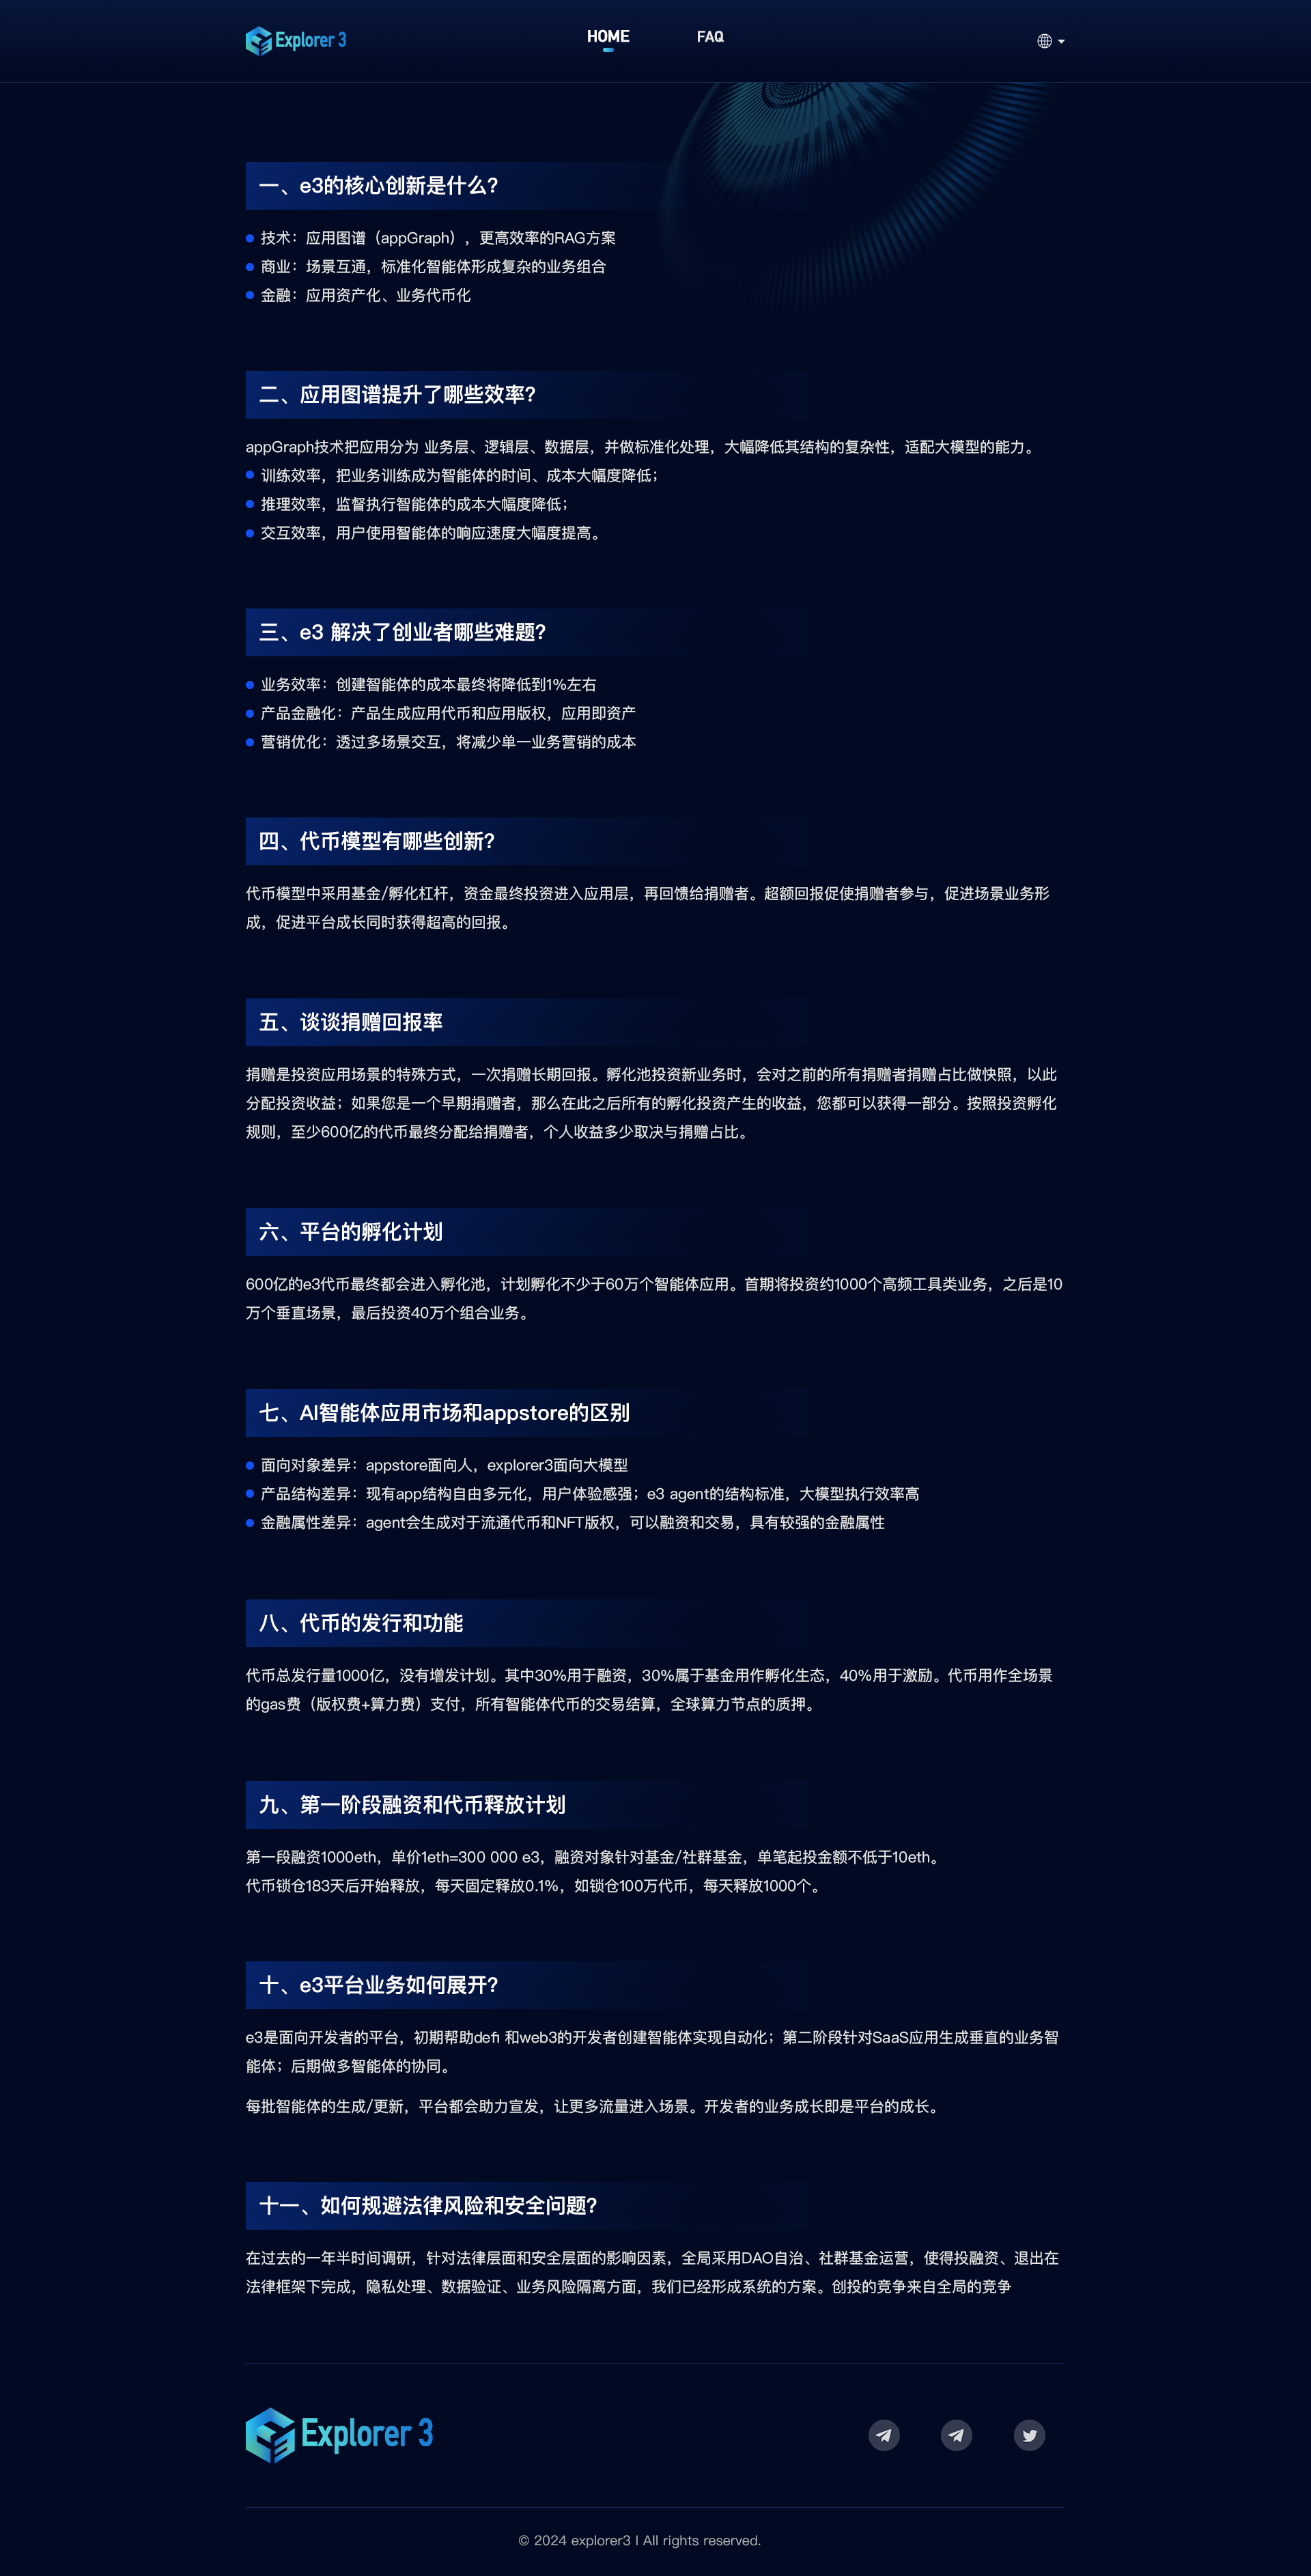 Explorer 3
HOME
FAQ
一、e3的核心创新是什么?
技术：应用图谱（appGraph），更高效率的RAG方案
商业：场景互通，标准化智能体形成复杂的业务组合
金融：应用资产化、业务代币化
二、应用图谱提升了哪些效率?
appGraph技术把应用分为 业务层、逻辑层、数据层，并做标准化处理，大幅降低其结构的复杂性，适配大模型的能力。
训练效率，把业务训练成为智能体的时间、成本大幅度降低；
推理效率，监督执行智能体的成本大幅度降低；
交互效率，用户使用智能体的响应速度大幅度提高。
三、e3 解决了创业者哪些难题?
业务效率：创建智能体的成本最终将降低到1%左右
产品金融化：产品生成应用代币和应用版权，应用即资产
营销优化：透过多场景交互，将减少单一业务营销的成本
四、代币模型有哪些创新?
代币模型中采用基金/孵化杠杆，资金最终投资进入应用层，再回馈给捐赠者。超额回报促使捐赠者参与，促进场景业务形
成，促进平台成长同时获得超高的回报。
五、谈谈捐赠回报率
捐赠是投资应用场景的特殊方式，一次捐赠长期回报。孵化池投资新业务时，会对之前的所有捐赠者捐赠占比做快照，以此
分配投资收益；如果您是一个早期捐赠者，那么在此之后所有的孵化投资产生的收益，您都可以获得一部分。按照投资孵化
规则，至少600亿的代币最终分配给捐赠者，个人收益多少取决与捐赠占比。
六、平台的孵化计划
600亿的e3代币最终都会进入孵化池，计划孵化不少于60万个智能体应用。首期将投资约1000个高频工具类业务，之后是10
万个垂直场景，最后投资40万个组合业务。
七、AI智能体应用市场和appstore的区别
面向对象差异：appstore面向人，explorer3面向大模型
产品结构差异：现有app结构自由多元化，用户体验感强；e3 agent的结构标准，大模型执行效率高
金融属性差异：agent会生成对于流通代币和NFT版权，可以融资和交易，具有较强的金融属性
八、代币的发行和功能
代币总发行量1000亿，没有增发计划。其中30%用于融资，30%属于基金用作孵化生态，40%用于激励。代币用作全场景
的gas费（版权费+算力费）支付，所有智能体代币的交易结算，全球算力节点的质押。
九、第一阶段融资和代币释放计划
第一段融资1000eth，单价1eth=300 000 e3，融资对象针对基金/社群基金，单笔起投金额不低于10eth。
代币锁仓183天后开始释放，每天固定释放0.1%，如锁仓100万代币，每天释放1000个。
十、e3平台业务如何展开?
e3是面向开发者的平台，初期帮助defi 和web3的开发者创建智能体实现自动化；第二阶段针对SaaS应用生成垂直的业务智
能体；后期做多智能体的协同。
每批智能体的生成/更新，平台都会助力宣发，让更多流量进入场景。开发者的业务成长即是平台的成长。
十一、如何规避法律风险和安全问题?
在过去的一年半时间调研，针对法律层面和安全层面的影响因素，全局采用DAO自治、社群基金运营，使得投融资、退出在
法律框架下完成，隐私处理、数据验证、业务风险隔离方面，我们已经形成系统的方案。创投的竞争来自全局的竞争
Explorer 3
© 2024 explorer3 I All rights reserved.